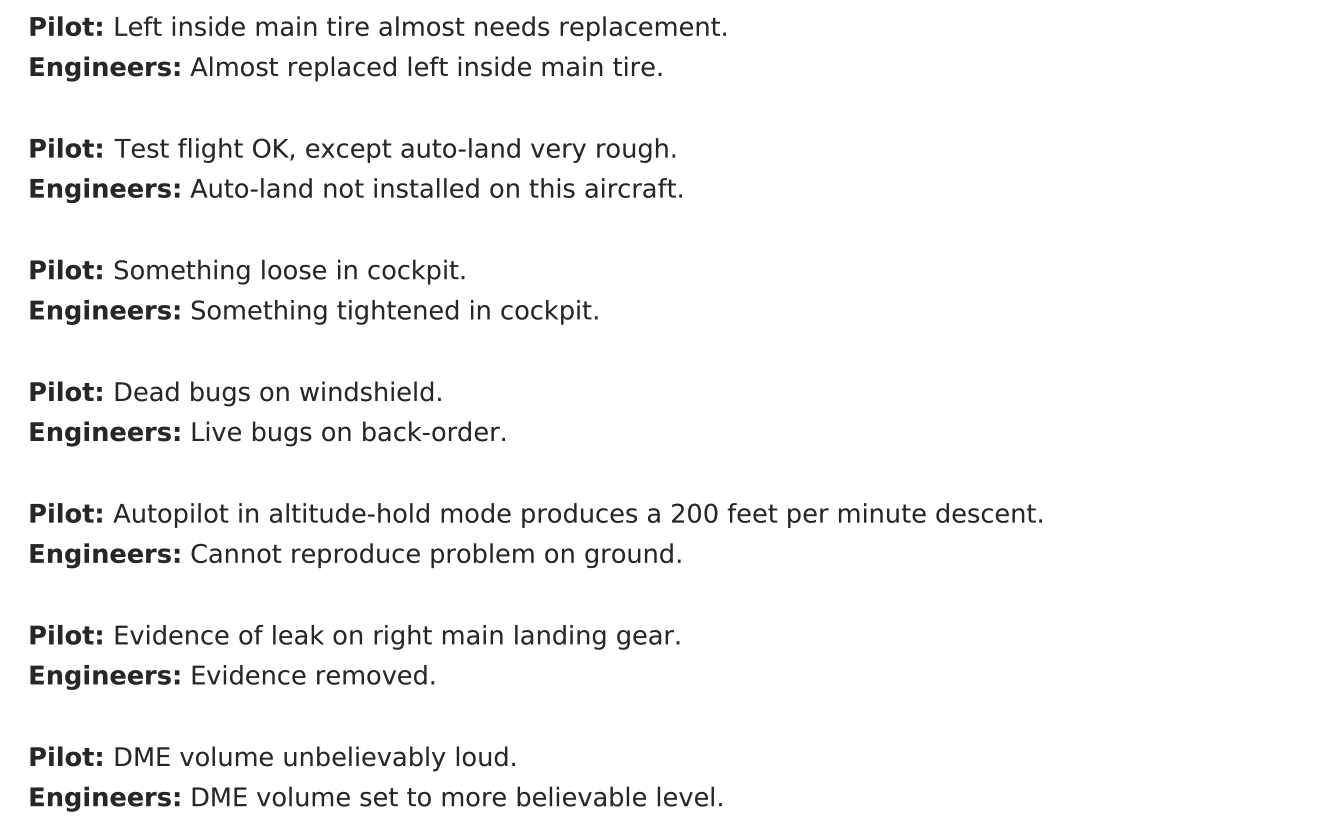 Pilot: Left inside main tire almost needs replacement.
Engineers: Almost replaced left inside main tire.
Pilot: Test flight OK, except auto-land very rough.
Engineers: Auto-land not installed on this aircraft.
Pilot: Something loose in cockpit.
Engineers: Something tightened in cockpit.
Pilot: Dead bugs on windshield.
Engineers: Live bugs on back-order.
Pilot: Autopilot in altitude-hold mode produces a 200 feet per minute descent.
Engineers: Cannot reproduce problem on ground.
Pilot: Evidence of leak on right main landing gear.
Engineers: Evidence removed.
Pilot: DME volume unbelievably loud.
Engineers: DME volume set to more believable level.